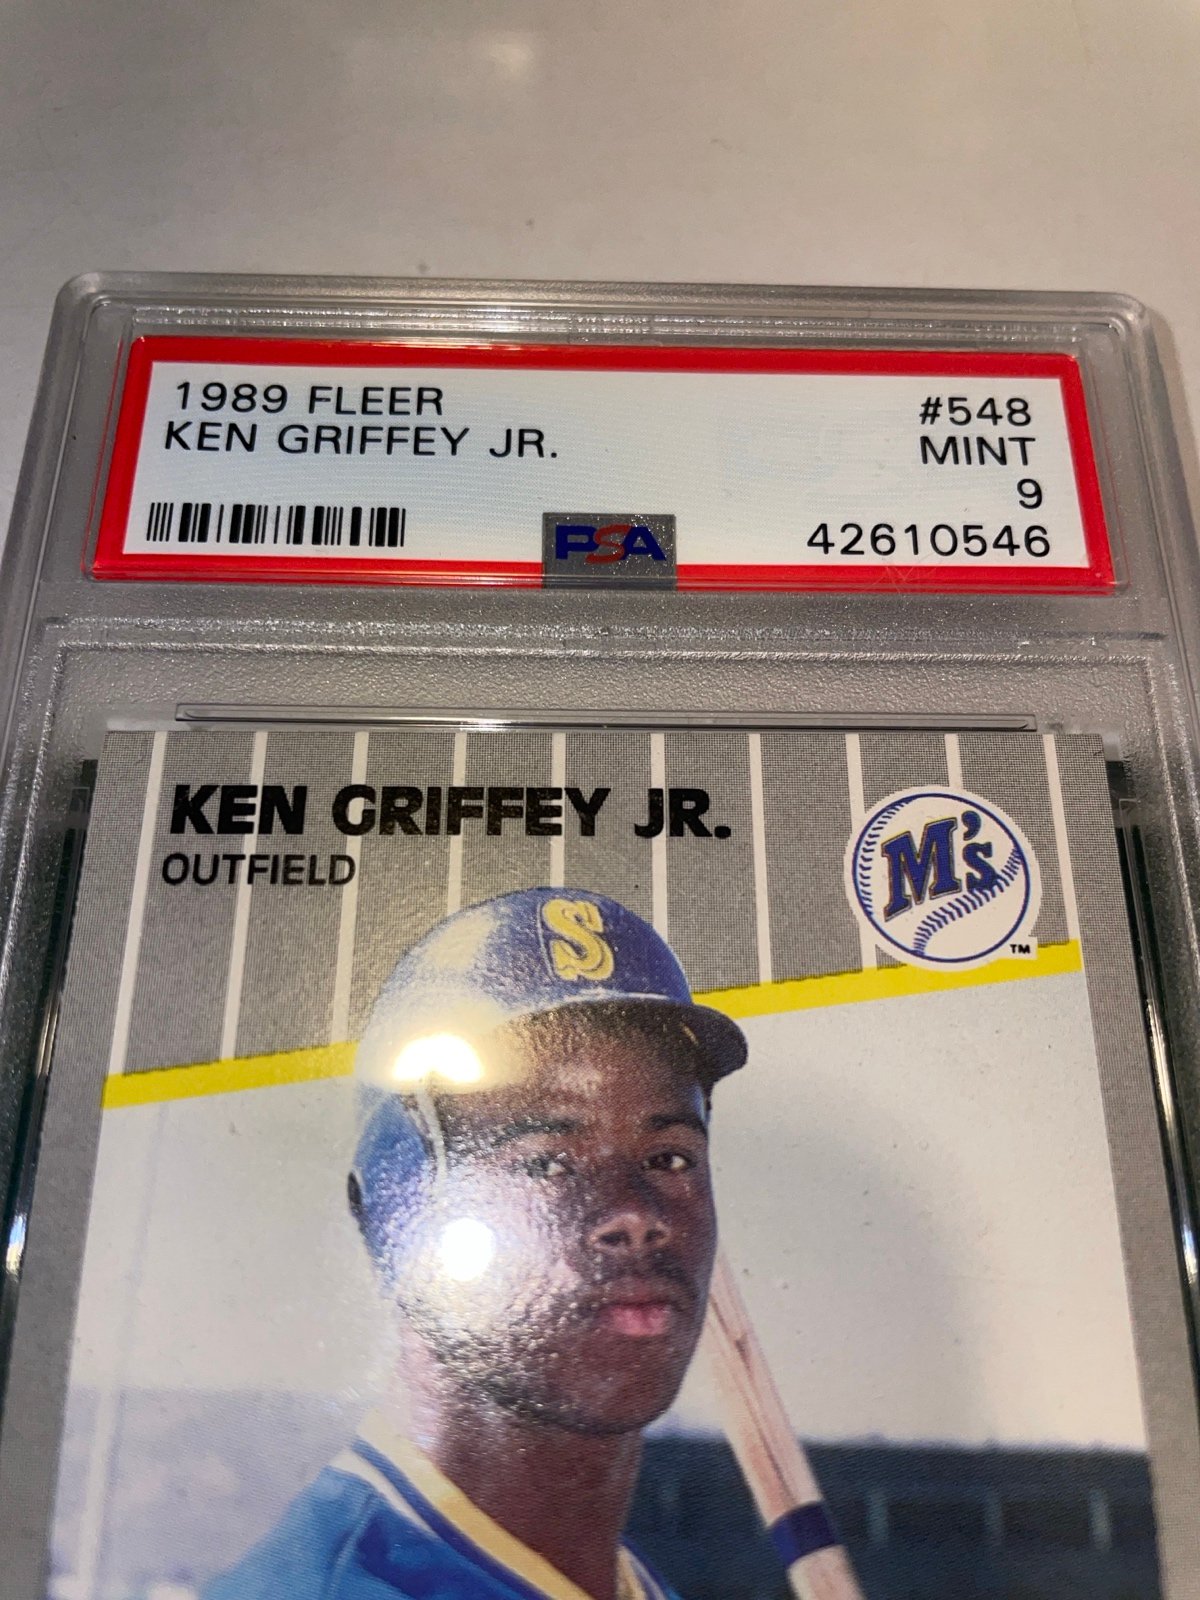 1989 FLEER #548
KEN GRIFFEY JR. MINT
9
PSA 42610546
KEN GRIFFEY JR.
OUTFIELD
M's
TM
S